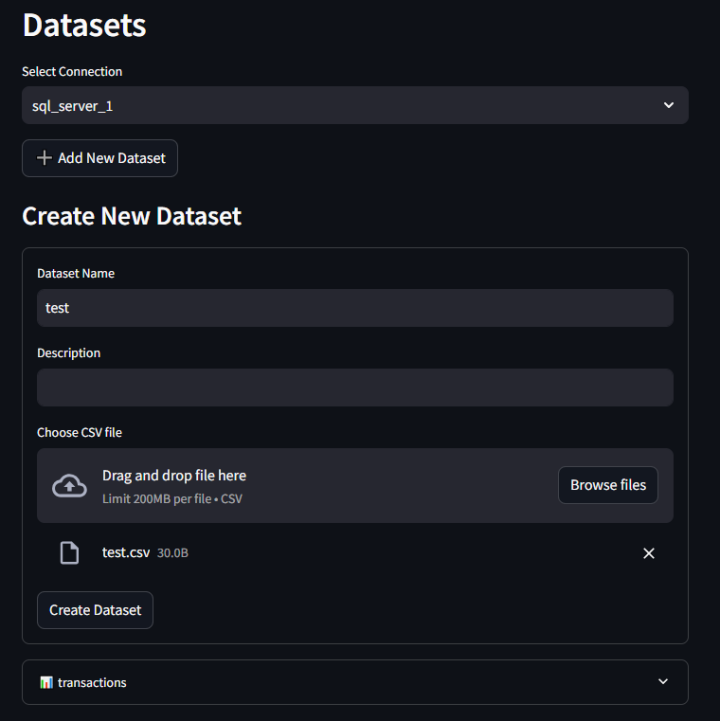 Datasets
Select Connection
sql_server_1
Add New Dataset
Create New Dataset
Dataset Name
test
Description
Choose CSV file
Drag and drop file here
Limit 200MB per file • CSV
Browse files
test.csv 30.0B
Create Dataset
transactions